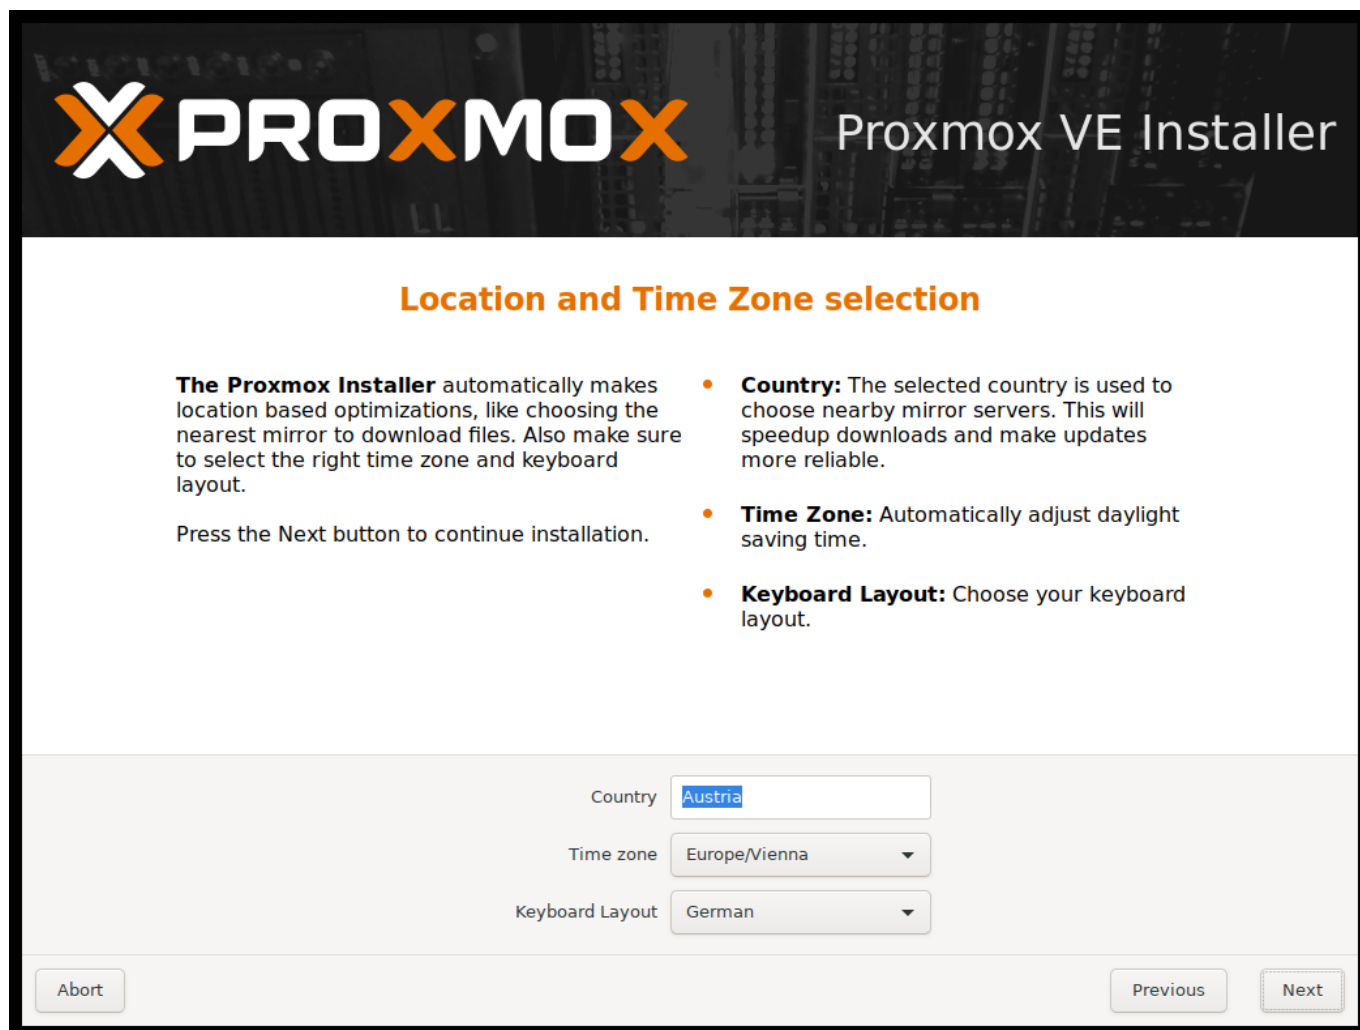 PROXMOX
Proxmox VE Installer
Location and Time Zone selection
The Proxmox Installer automatically makes
location based optimizations, like choosing the
nearest mirror to download files. Also make sure
to select the right time zone and keyboard
layout.
Press the Next button to continue installation.
Country: The selected country is used to
choose nearby mirror servers. This will
speedup downloads and make updates
more reliable.
Time Zone: Automatically adjust daylight
saving time.
Keyboard Layout: Choose your keyboard
layout.
Country Austria
Time zone Europe/Vienna
Keyboard Layout German
Abort Previous Next